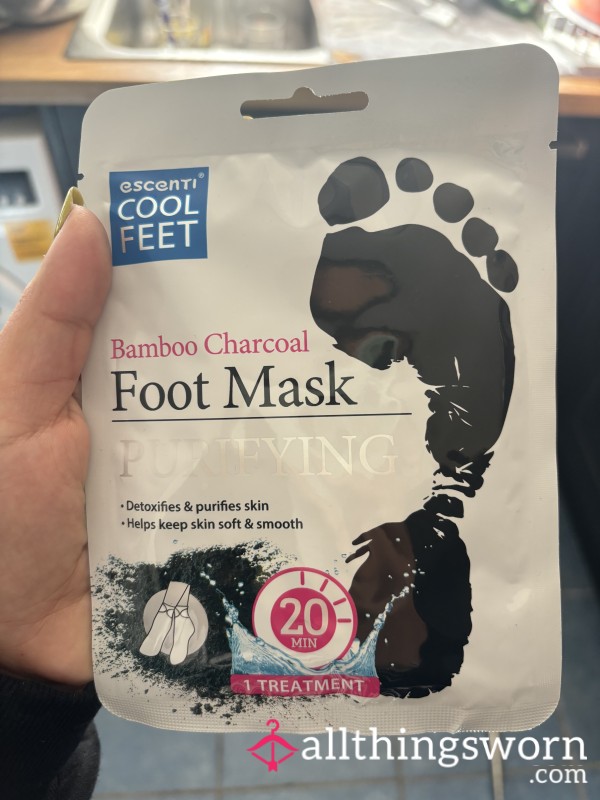 escenti®
COOL
FEET
Bamboo Charcoal
Foot Mask
PURIFYING
• Detoxifies & purifies skin
• Helps keep skin soft & smooth
20
MIN
1 TREATMENT
allthingsworn
.com